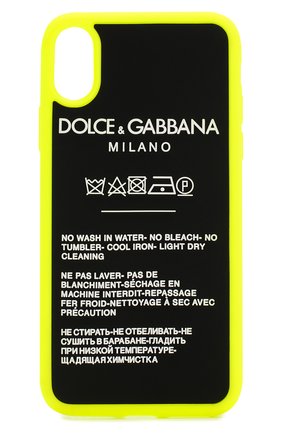 DOLCE & GABBANA
MILANO
P
NO WASH IN WATER- NO BLEACH- NO
TUMBLER- COOL IRON- LIGHT DRY
CLEANING
NE PAS LAVER- PAS DE
BLANCHIMENT-SÉCHAGE EN
MACHINE INTERDIT-REPASSAGE
FER FROID-NETTOYAGE À SEC AVEC
PRÉCAUTION
НЕ СТИРАТЬ-НЕ ОТБЕЛИВАТЬ-НЕ
СУШИТЬ В БАРАБАНЕ-ГЛАДИТЬ
ПРИ НИЗКОЙ ТЕМПЕРАТУРЕ-
ЩАДЯЩАЯ ХИМЧИСТКА